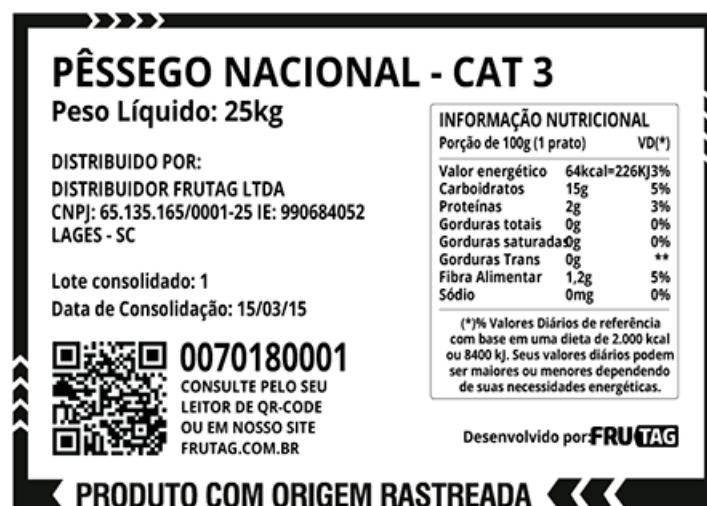 PÊSSEGO NACIONAL - CAT 3
Peso Líquido: 25kg
DISTRIBUIDO POR:
DISTRIBUIDOR FRUTAG LTDA
CNPJ: 65.135.165/0001-25 IE: 990684052
LAGES - SC
Lote consolidado: 1
Data de Consolidação: 15/03/15
0070180001
CONSULTE PELO SEU
LEITOR DE QR-CODE
OU EM NOSSO SITE
FRUTAG.COM.BR
INFORMAÇÃO NUTRICIONAL
Porção de 100g (1 prato) VD(*)
Valor energético 64kcal=226KJ3%
Carboidratos 15g 5%
Proteínas 2g 3%
Gorduras totais 0g 0%
Gorduras saturadas0g 0%
Gorduras Trans 0g **
Fibra Alimentar 1,2g 5%
Sódio 0mg 0%
(*)% Valores Diários de referência
com base em uma dieta de 2.000 kcal
ou 8400 kJ. Seus valores diários podem
ser maiores ou menores dependendo
de suas necessidades energéticas.
Desenvolvido por:FRUTAG
PRODUTO COM ORIGEM RASTREADA